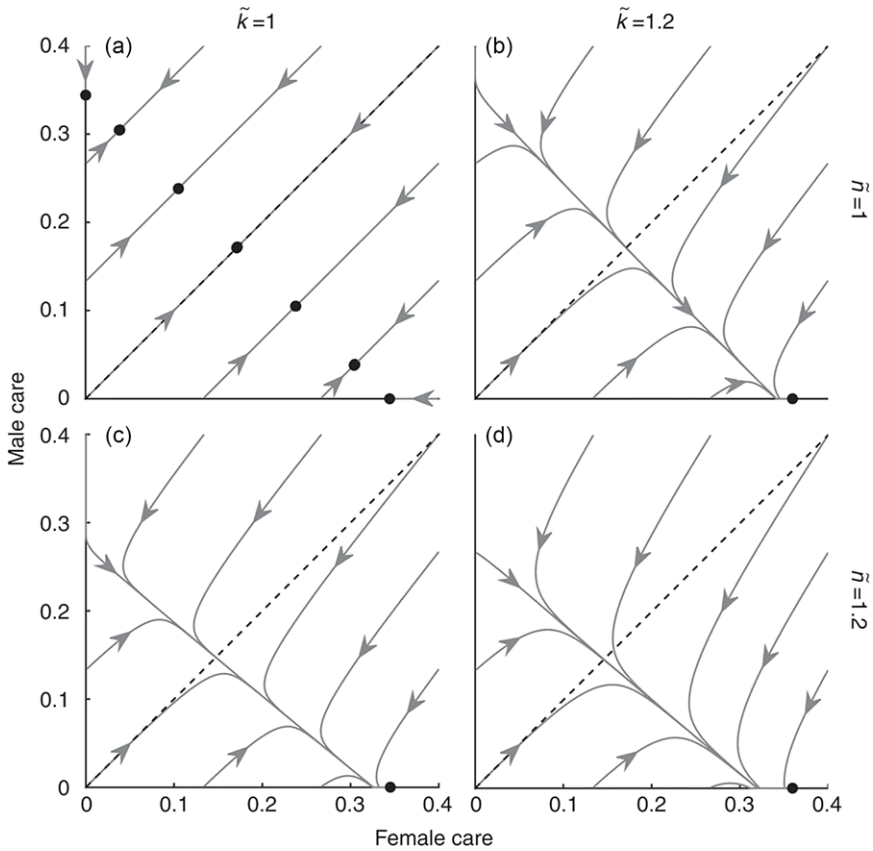 k̃=1 k̃=1.2
(a) (b)
0.4
0.3
0.2
0.1
0
ñ=1
Male care
(c) (d)
0.4
0.3
0.2
0.1
0
ñ=1.2
0 0.1 0.2 0.3 0.4 0 0.1 0.2 0.3 0.4
Female care